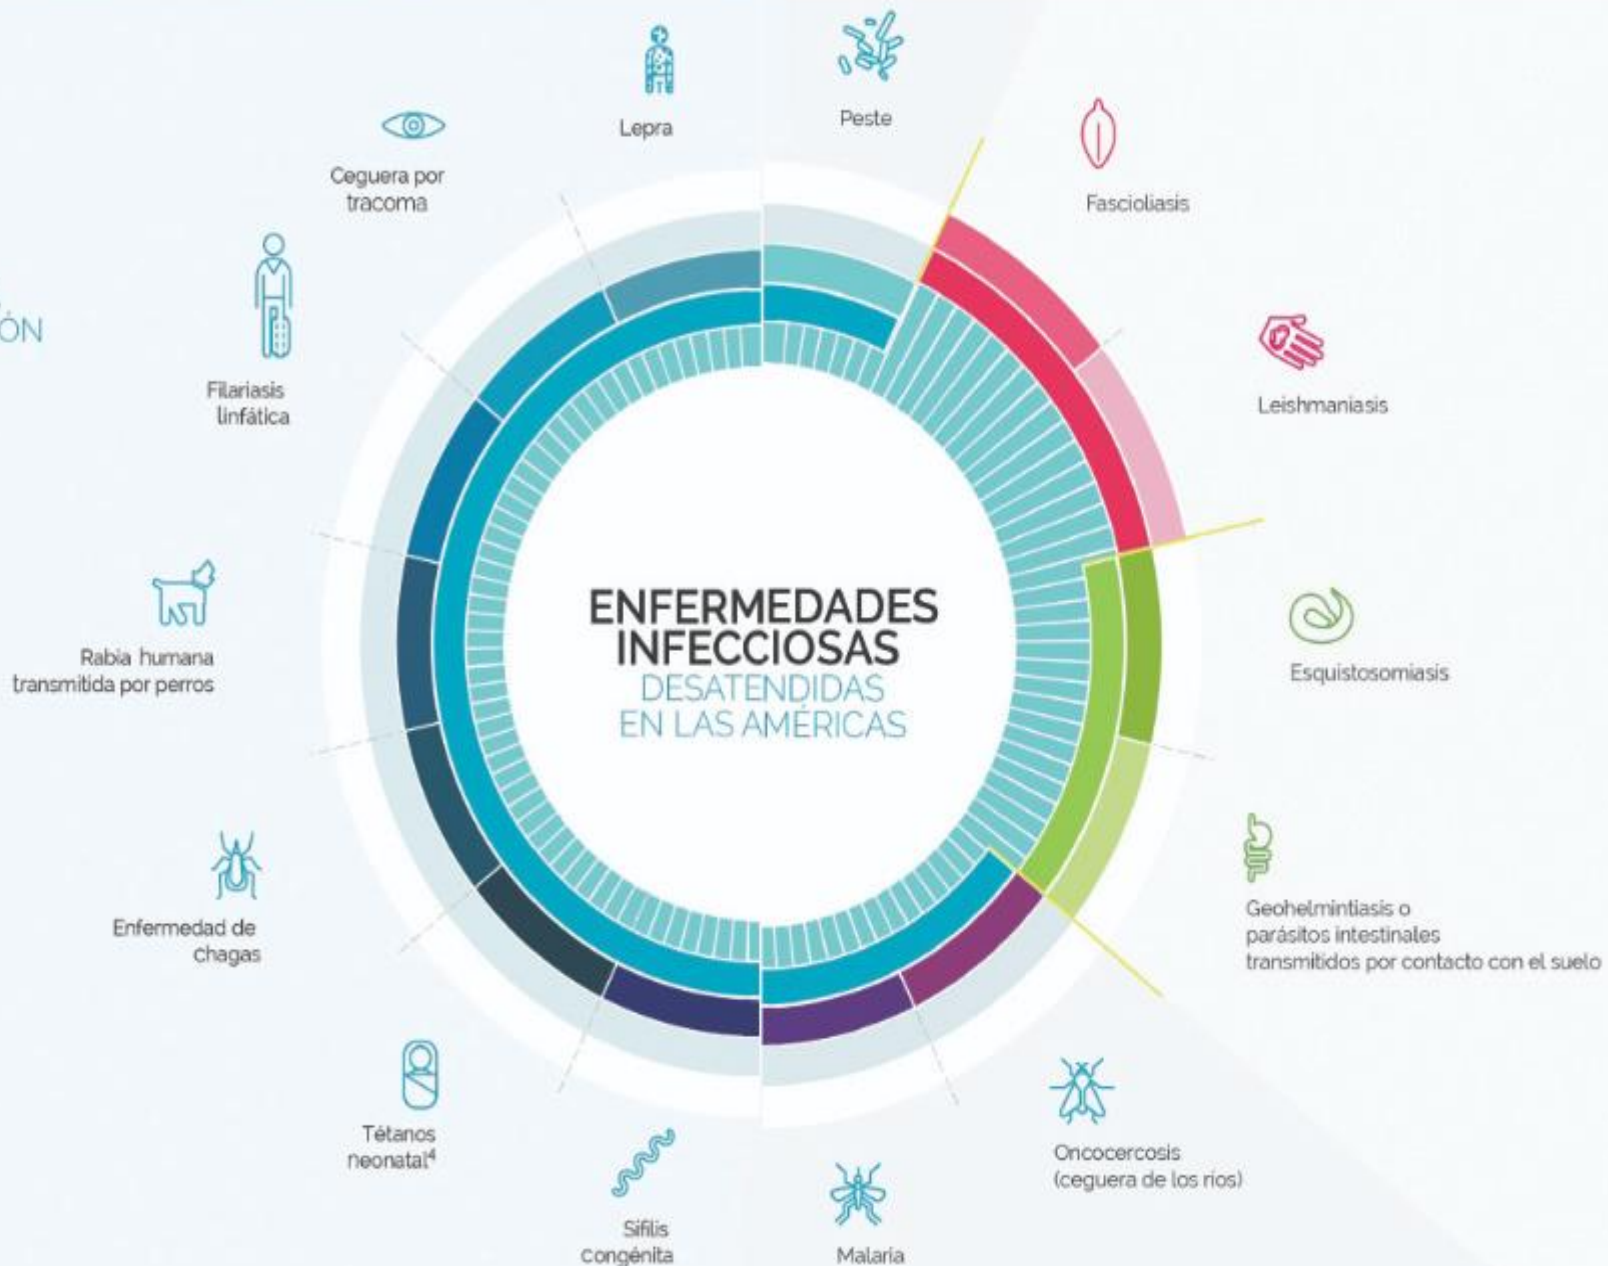 ENFERMEDADES
INFECCIOSAS
DESATENDIDAS
EN LAS AMÉRICAS
Peste
Fascioliasis
Leishmaniasis
Esquistosomiasis
Geohelmintiasis o
parásitos intestinales
transmitidos por contacto con el suelo
Oncocercosis
(ceguera de los ríos)
Malaria
Sífilis
congénita
Tétanos
neonatal⁴
Enfermedad de
chagas
Rabia humana
transmitida por perros
Filariasis
linfática
Ceguera por
tracoma
Lepra
ÓN